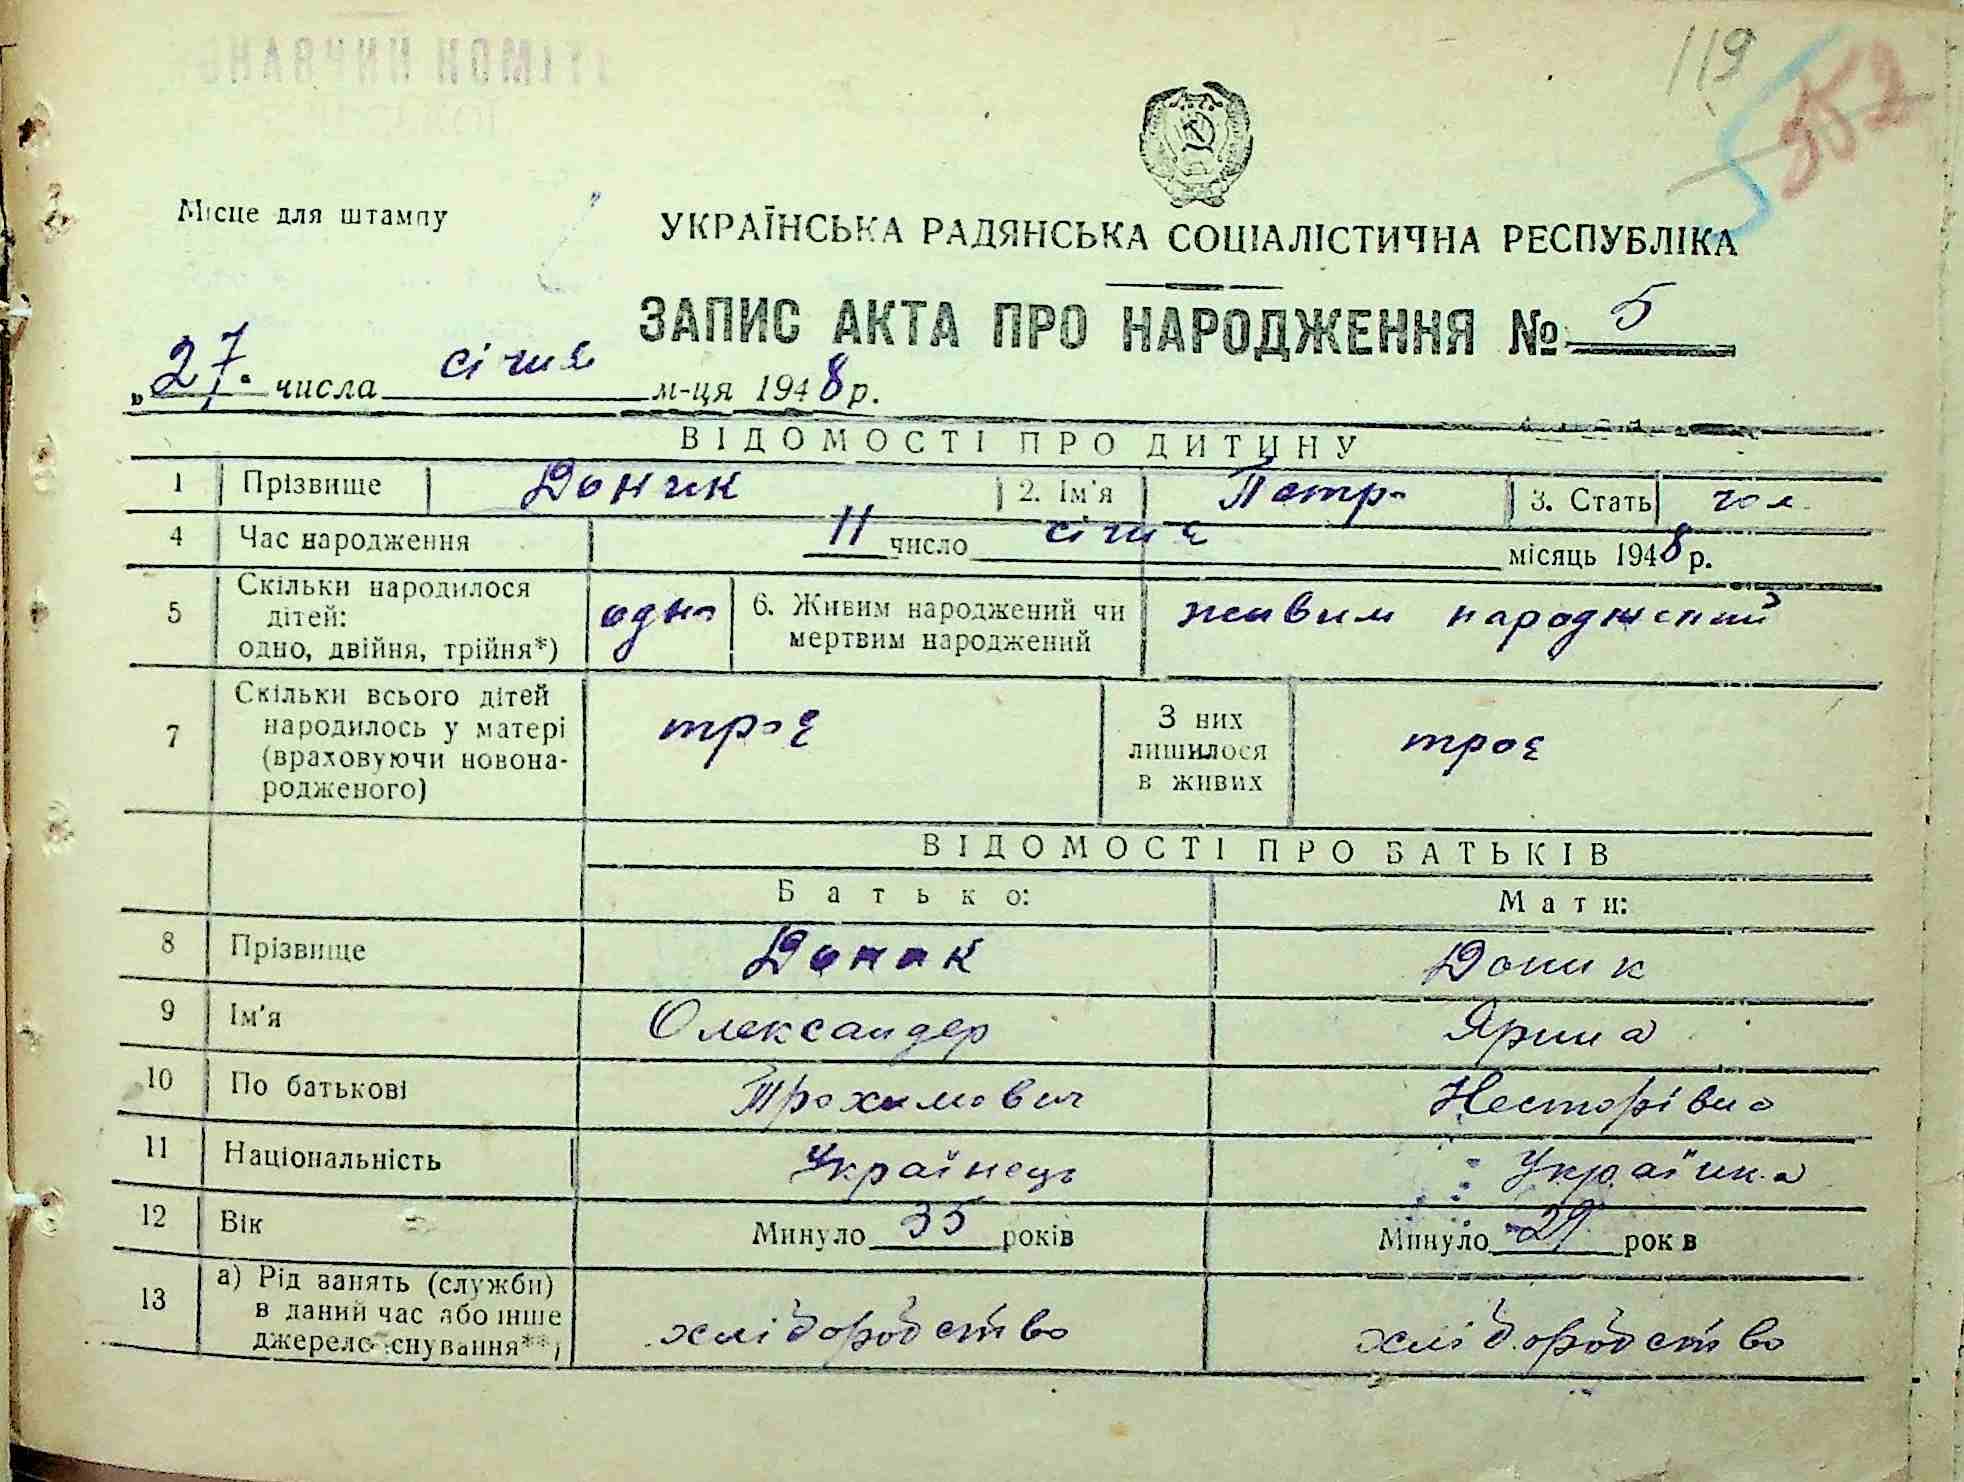 119
552
Місце для штампу
УКРАЇНСЬКА РАДЯНСЬКА СОЦІАЛІСТИЧНА РЕСПУБЛІКА
ЗАПИС АКТА ПРО НАРОДЖЕННЯ № 5
„27" числа січня м-ця 1948 р.
ВІДОМОСТІ ПРО ДИТИНУ
1 Прізвище Доник 2. Ім'я Петро 3. Стать чол.
4 Час народження 11 число січня місяць 1948 р.
5 Скільки народилося дітей: одно, двійня, трійня*) одно 6. Живим народжений чи мертвим народжений живим народжений
7 Скільки всього дітей народилось у матері (враховуючи новонародженого) троє З них лишилося в живих троє
ВІДОМОСТІ ПРО БАТЬКІВ
Батько: Мати:
8 Прізвище Доник Доник
9 Ім'я Олександер Ярина
10 По батькові Трохимович Несторівна
11 Національність Українець Українка
12 Вік Минуло 35 років Минуло 29 років
13 а) Рід занять (служби) в даний час або інше джерело існування**) хліборобство хліборобство